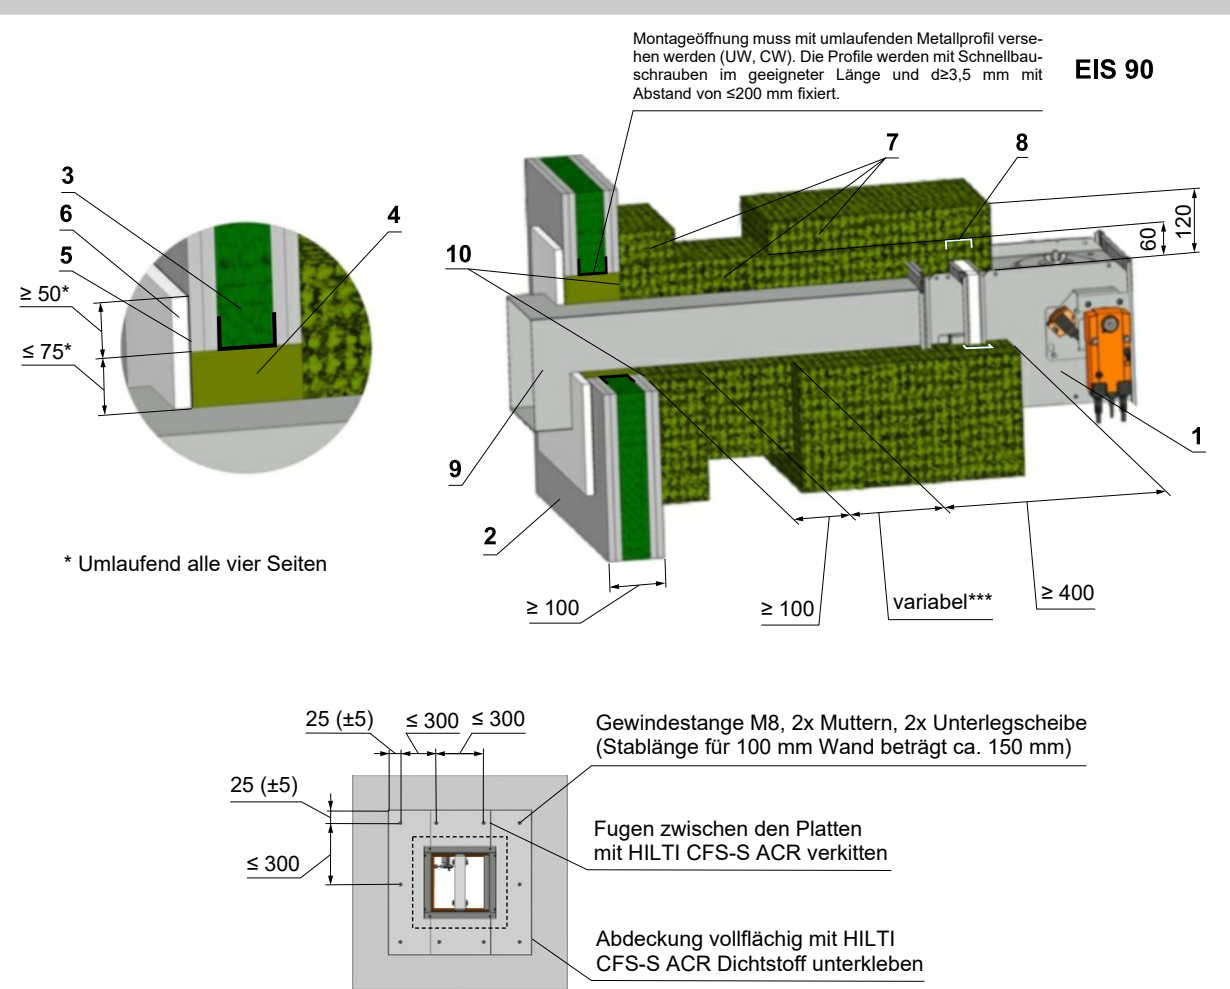 Montageöffnung muss mit umlaufenden Metallprofil verse-
hen werden (UW, CW). Die Profile werden mit Schnellbau-
schrauben im geeigneter Länge und d≥3,5 mm mit
Abstand von ≤200 mm fixiert.
EIS 90
7
8
3
6
5
4
≥ 50*
≤ 75*
10
120
60
1
9
2
* Umlaufend alle vier Seiten
≥ 100
≥ 100
variabel***
≥ 400
25 (±5)
≤ 300
≤ 300
25 (±5)
≤ 300
Gewindestange M8, 2x Muttern, 2x Unterlegscheibe
(Stablänge für 100 mm Wand beträgt ca. 150 mm)
Fugen zwischen den Platten
mit HILTI CFS-S ACR verkitten
Abdeckung vollflächig mit HILTI
CFS-S ACR Dichtstoff unterkleben